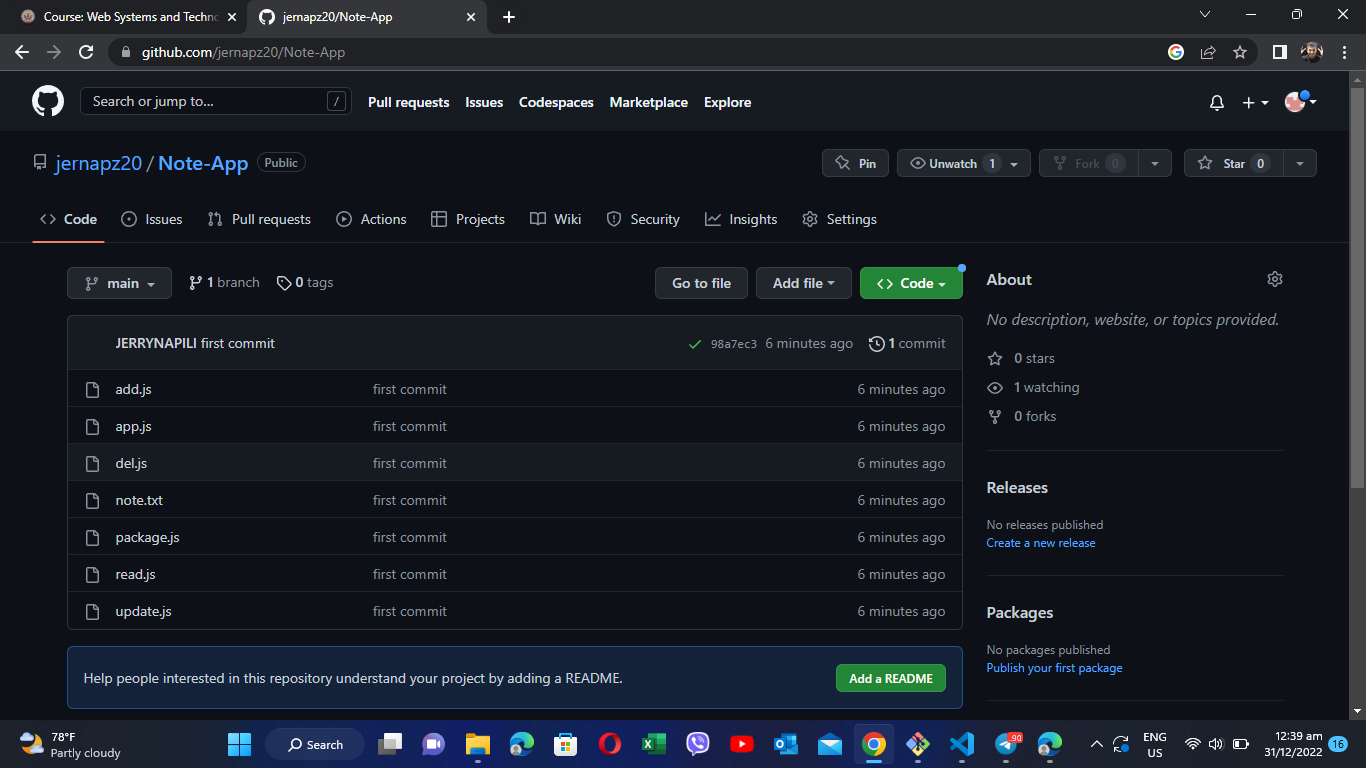 Course: Web Systems and Techno
jernapz20/Note-App
github.com/jernapz20/Note-App
Search or jump to...
/
Pull requests
Issues
Codespaces
Marketplace
Explore
jernapz20 / Note-App
Public
Pin
Unwatch 1
Fork 0
Star 0
Code
Issues
Pull requests
Actions
Projects
Wiki
Security
Insights
Settings
main
1 branch
0 tags
Go to file
Add file
Code
JERRYNAPILI first commit
98a7ec3 6 minutes ago
1 commit
add.js first commit 6 minutes ago
app.js first commit 6 minutes ago
del.js first commit 6 minutes ago
note.txt first commit 6 minutes ago
package.js first commit 6 minutes ago
read.js first commit 6 minutes ago
update.js first commit 6 minutes ago
Help people interested in this repository understand your project by adding a README.
Add a README
About
No description, website, or topics provided.
0 stars
1 watching
0 forks
Releases
No releases published
Create a new release
Packages
No packages published
Publish your first package
78°F
Partly cloudy
Search
90
ENG
US
12:39 am
31/12/2022
16